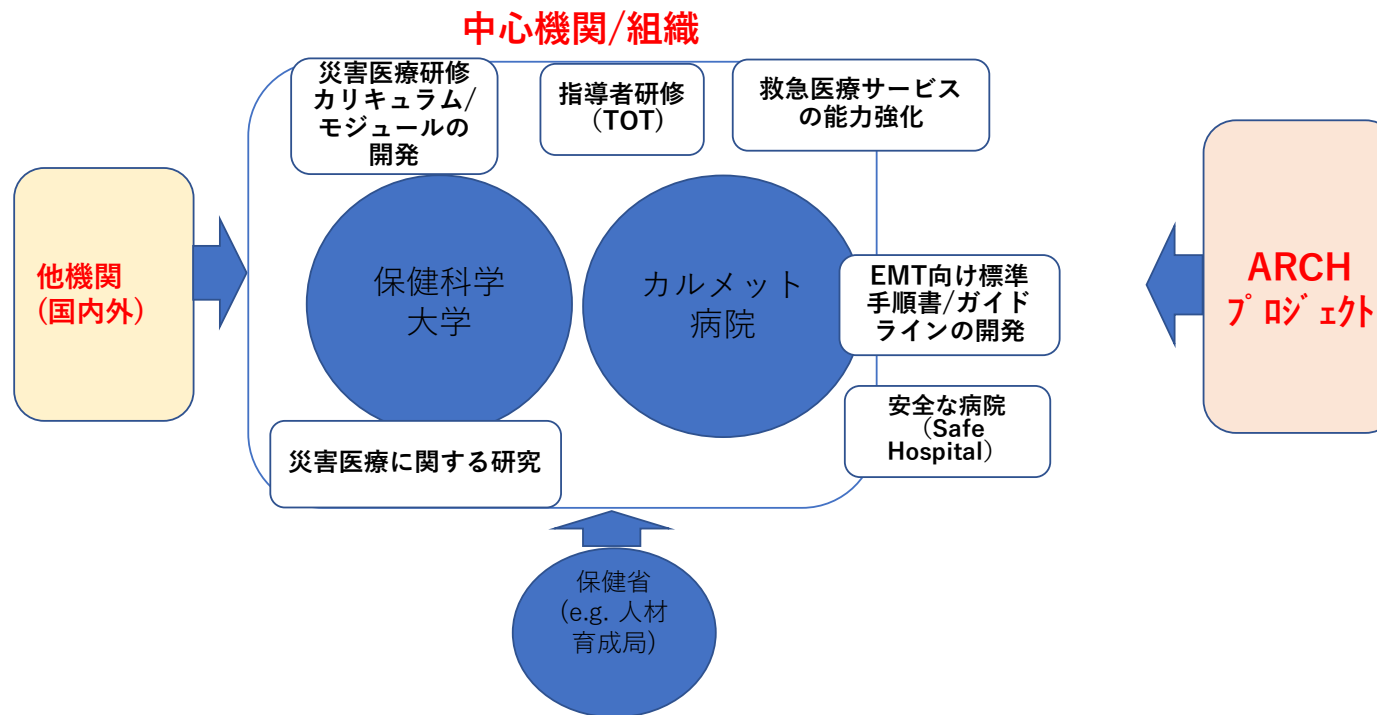 中心機関/組織
災害医療研修
カリキュラム/
モジュールの
開発
指導者研修
（TOT）
救急医療サービス
の能力強化
他機関
(国内外)
保健科学
大学
カルメット
病院
EMT向け標準
手順書/ガイド
ラインの開発
ARCH
ﾌﾟﾛｼﾞｪｸﾄ
安全な病院
（Safe
Hospital）
災害医療に関する研究
保健省
(e.g. 人材
育成局)